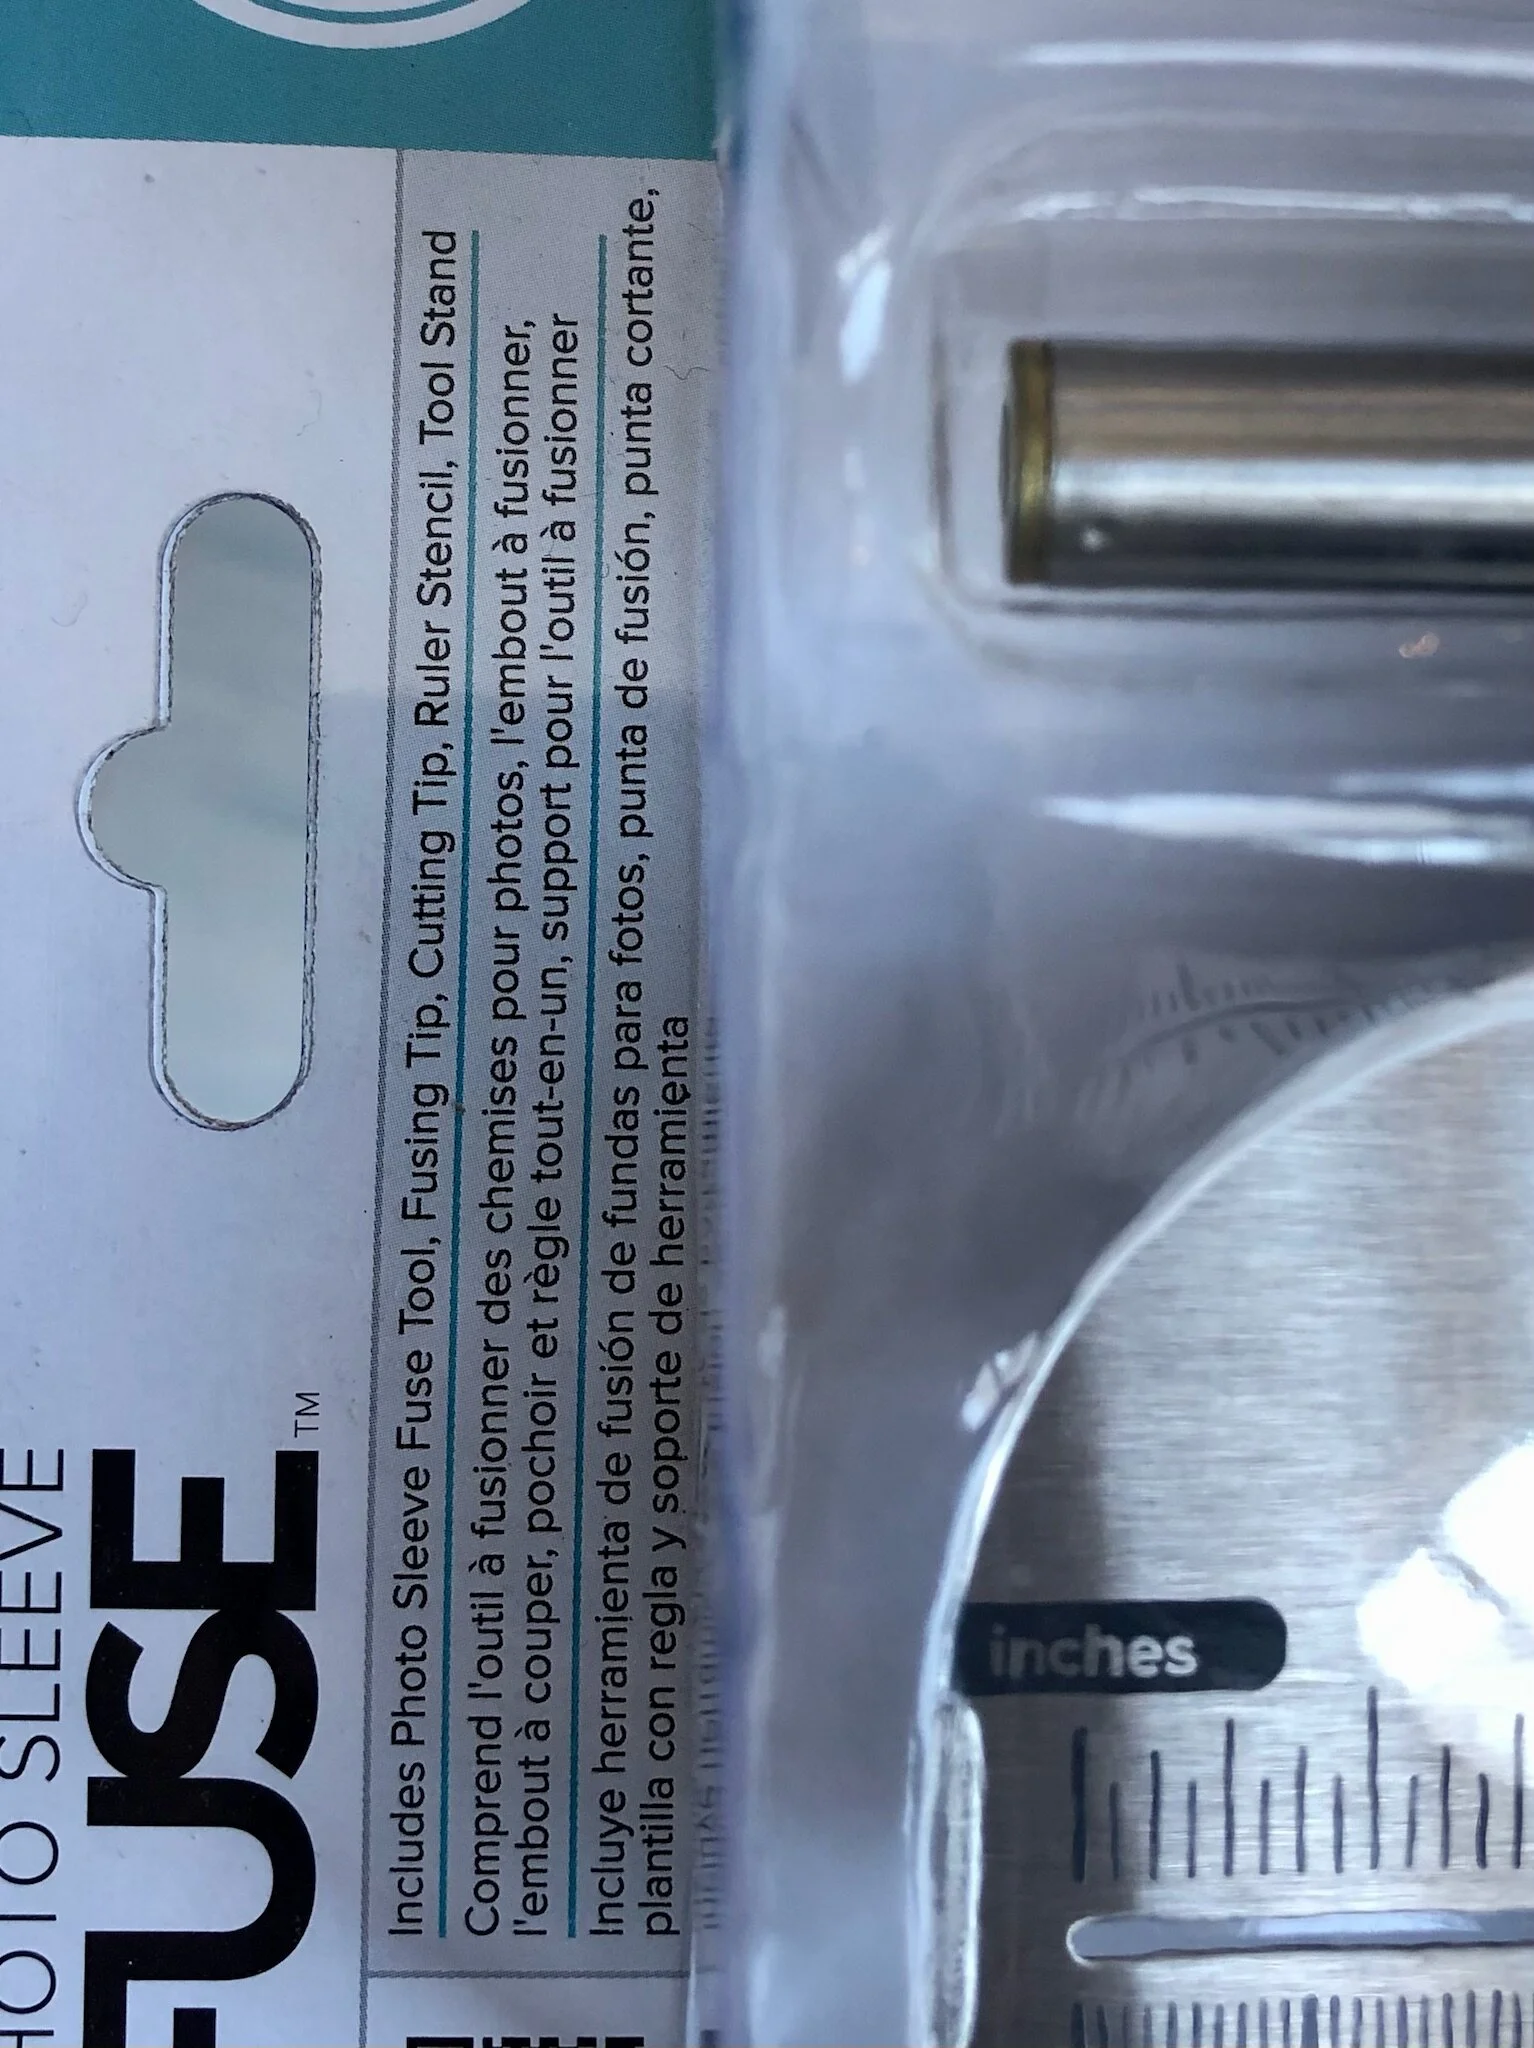 PHOTO SLEEVE
FUSE™
Includes Photo Sleeve Fuse Tool, Fusing Tip, Cutting Tip, Ruler Stencil, Tool Stand
Comprend l'outil à fusionner des chemises pour photos, l'embout à fusionner,
l'embout à couper, pochoir et règle tout-en-un, support pour l'outil à fusionner
Incluye herramienta de fusión de fundas para fotos, punta de fusión, punta cortante,
plantilla con regla y soporte de herramienta
inches